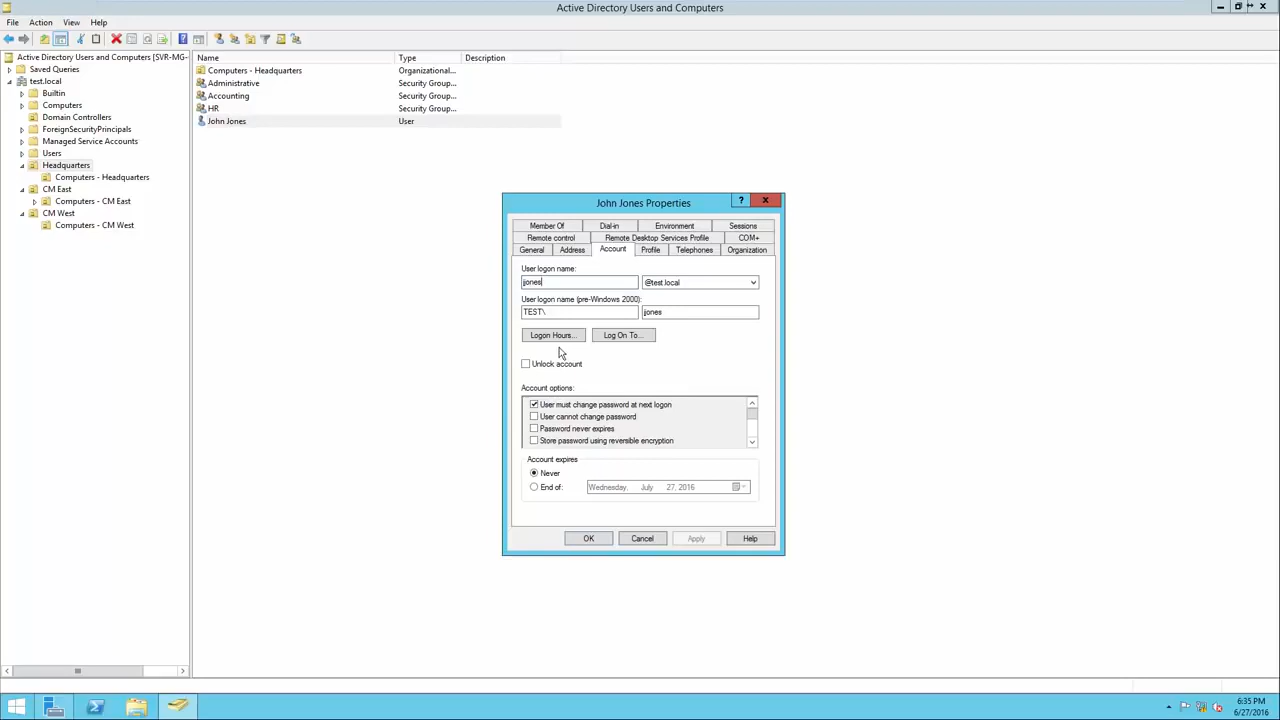 Active Directory Users and Computers
File Action View Help
Active Directory Users and Computers [SVR-MG-
Saved Queries
test.local
Builtin
Computers
Domain Controllers
ForeignSecurityPrincipals
Managed Service Accounts
Users
Headquarters
Computers - Headquarters
CM East
Computers - CM East
CM West
Computers - CM West
Name Type Description
Computers - Headquarters Organizational...
Administrative Security Group...
Accounting Security Group...
HR Security Group...
John Jones User
John Jones Properties
? x
Member Of Dial-in Environment Sessions
Remote control Remote Desktop Services Profile COM+
General Address Account Profile Telephones Organization
User logon name:
jjones @test.local
User logon name (pre-Windows 2000):
TEST\ jjones
Logon Hours... Log On To...
Unlock account
Account options:
User must change password at next logon
User cannot change password
Password never expires
Store password using reversible encryption
Account expires
Never
End of: Wednesday, July 27, 2016
OK Cancel Apply Help
6:35 PM
6/27/2016